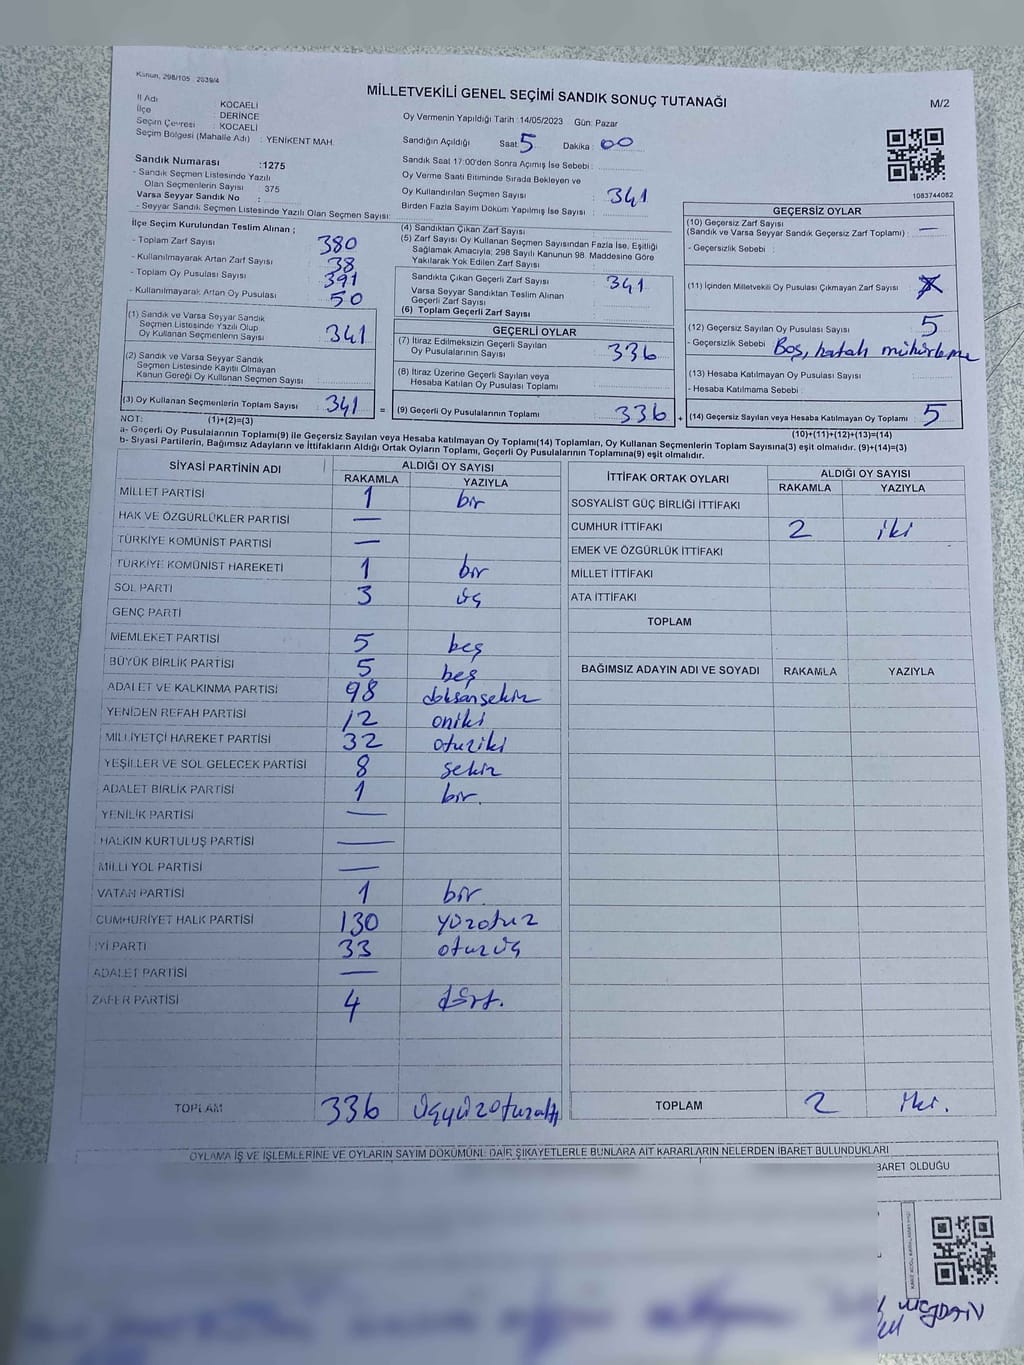 Kanun, 298/105 2839/4
MİLLETVEKİLİ GENEL SEÇİMİ SANDIK SONUÇ TUTANAĞI
M/2
İl Adı : KOCAELİ
İlçe : DERİNCE
Seçim Çevresi : KOCAELİ
Seçim Bölgesi (Mahalle Adı) : YENİKENT MAH.
Oy Vermenin Yapıldığı Tarih :14/05/2023 Gün: Pazar
Sandığın Açıldığı Saat 5 Dakika : 00
Sandık Saat 17:00'den Sonra Açımış İse Sebebi :
Oy Verme Saati Bitiminde Sırada Bekleyen ve
Oy Kullandırılan Seçmen Sayısı : 341
Birden Fazla Sayım Döküm Yapılmış İse Sayısı :
1083744082
Sandık Numarası :1275
- Sandık Seçmen Listesinde Yazılı
Olan Seçmenlerin Sayısı : 375
Varsa Seyyar Sandık No :
- Seyyar Sandık Seçmen Listesinde Yazılı Olan Seçmen Sayısı:
İlçe Seçim Kurulundan Teslim Alınan ;
- Toplam Zarf Sayısı : 380
- Kullanılmayarak Artan Zarf Sayısı : 38
- Toplam Oy Pusulası Sayısı : 391
- Kullanılmayarak Artan Oy Pusulası : 50
(1) Sandık ve Varsa Seyyar Sandık
Seçmen Listesinde Yazılı Olup
Oy Kullanan Seçmenlerin Sayısı : 341
(2) Sandık ve Varsa Seyyar Sandık
Seçmen Listesinde Kayıtlı Olmayan
Kanun Gereği Oy Kullanan Seçmen Sayısı :
(3) Oy Kullanan Seçmenlerin Toplam Sayısı : 341
(4) Sandıktan Çıkan Zarf Sayısı :
(5) Zarf Sayısı Oy Kullanan Seçmen Sayısından Fazla İse, Eşitliği
Sağlamak Amacıyla; 298 Sayılı Kanunun 98. Maddesine Göre
Yakılarak Yok Edilen Zarf Sayısı :
Sandıkta Çıkan Geçerli Zarf Sayısı : 341
Varsa Seyyar Sandıktan Teslim Alınan
Geçerli Zarf Sayısı :
(6) Toplam Geçerli Zarf Sayısı :
GEÇERLİ OYLAR
(7) İtiraz Edilmeksizin Geçerli Sayılan
Oy Pusulalarının Sayısı : 336
(8) İtiraz Üzerine Geçerli Sayılan veya
Hesaba Katılan Oy Pusulası Toplamı :
= (9) Geçerli Oy Pusulalarının Toplamı : 336 +
GEÇERSİZ OYLAR
(10) Geçersiz Zarf Sayısı
(Sandık ve Varsa Seyyar Sandık Geçersiz Zarf Toplamı) : —
- Geçersizlik Sebebi :
(11) İçinden Milletvekili Oy Pusulası Çıkmayan Zarf Sayısı :
(12) Geçersiz Sayılan Oy Pusulası Sayısı : 5
- Geçersizlik Sebebi : Boş, hatalı mühürleme
(13) Hesaba Katılmayan Oy Pusulası Sayısı :
- Hesaba Katılmama Sebebi :
(14) Geçersiz Sayılan veya Hesaba Katılmayan Oy Toplamı : 5
NOT: (1)+(2)=(3)
(10)+(11)+(12)+(13)=(14)
a- Geçerli Oy Pusulalarının Toplamı(9) ile Geçersiz Sayılan veya Hesaba katılmayan Oy Toplamı(14) Toplamları, Oy Kullanan Seçmenlerin Toplam Sayısına(3) eşit olmalıdır. (9)+(14)=(3)
b- Siyasi Partilerin, Bağımsız Adayların ve İttifakların Aldığı Ortak Oyların Toplamı, Geçerli Oy Pusulalarının Toplamına(9) eşit olmalıdır.
SİYASİ PARTİNİN ADI ALDIĞI OY SAYISI
RAKAMLA YAZIYLA
MİLLET PARTİSİ 1 bir
HAK VE ÖZGÜRLÜKLER PARTİSİ —
TÜRKİYE KOMÜNİST PARTİSİ —
TÜRKİYE KOMÜNİST HAREKETİ 1 bir
SOL PARTİ 3 üç
GENÇ PARTİ
MEMLEKET PARTİSİ 5 beş
BÜYÜK BİRLİK PARTİSİ 5 beş
ADALET VE KALKINMA PARTİSİ 98 doksansekiz
YENİDEN REFAH PARTİSİ 12 oniki
MİLLİYETÇİ HAREKET PARTİSİ 32 otuziki
YEŞİLLER VE SOL GELECEK PARTİSİ 8 sekiz
ADALET BİRLİK PARTİSİ 1 bir.
YENİLİK PARTİSİ —
HALKIN KURTULUŞ PARTİSİ —
MİLLİ YOL PARTİSİ —
VATAN PARTİSİ 1 bir.
CUMHURİYET HALK PARTİSİ 130 yüzotuz
İYİ PARTİ 33 otuzüç
ADALET PARTİSİ —
ZAFER PARTİSİ 4 dört.
TOPLAM 336 üçyüzotuzaltı
İTTİFAK ORTAK OYLARI ALDIĞI OY SAYISI
RAKAMLA YAZIYLA
SOSYALİST GÜÇ BİRLİĞİ İTTİFAKI
CUMHUR İTTİFAKI 2 iki
EMEK VE ÖZGÜRLÜK İTTİFAKI
MİLLET İTTİFAKI
ATA İTTİFAKI
TOPLAM
BAĞIMSIZ ADAYIN ADI VE SOYADI RAKAMLA YAZIYLA
TOPLAM 2 iki.
OYLAMA İŞ VE İŞLEMLERİNE VE OYLARIN SAYIM DÖKÜMÜNE DAİR ŞİKAYETLERLE BUNLARA AİT KARARLARIN NELERDEN İBARET BULUNDUKLARI
BARET OLDUĞU